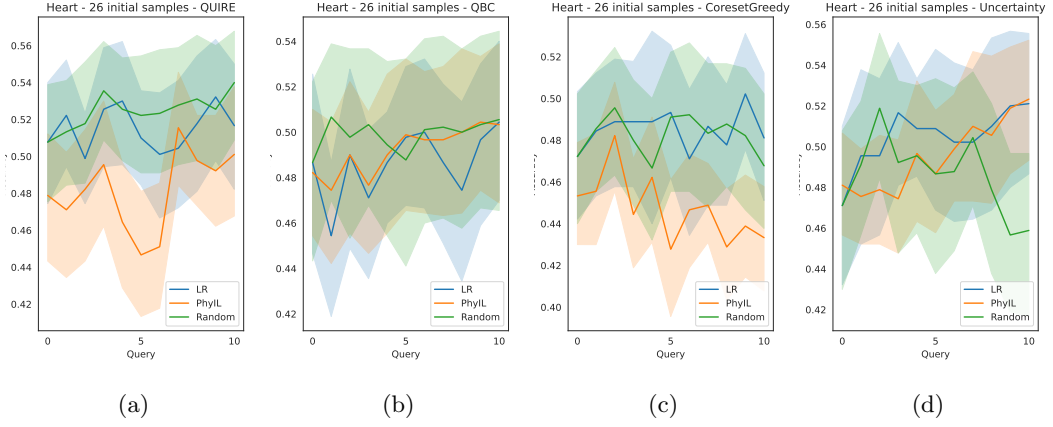 Heart - 26 initial samples - QUIRE
0.56
0.54
0.52
0.50
0.48
0.46
0.44
0.42
0
5
10
Query
LR
PhyIL
Random
(a)
Heart - 26 initial samples - QBC
0.54
0.52
0.50
0.48
0.46
0.44
0.42
0
5
10
Query
LR
PhyIL
Random
(b)
Heart - 26 initial samples - CoresetGreedy
0.52
0.50
0.48
0.46
0.44
0.42
0.40
0
5
10
Query
LR
PhyIL
Random
(c)
Heart - 26 initial samples - Uncertainty
0.56
0.54
0.52
0.50
0.48
0.46
0.44
0.42
0
5
10
Query
LR
PhyIL
Random
(d)